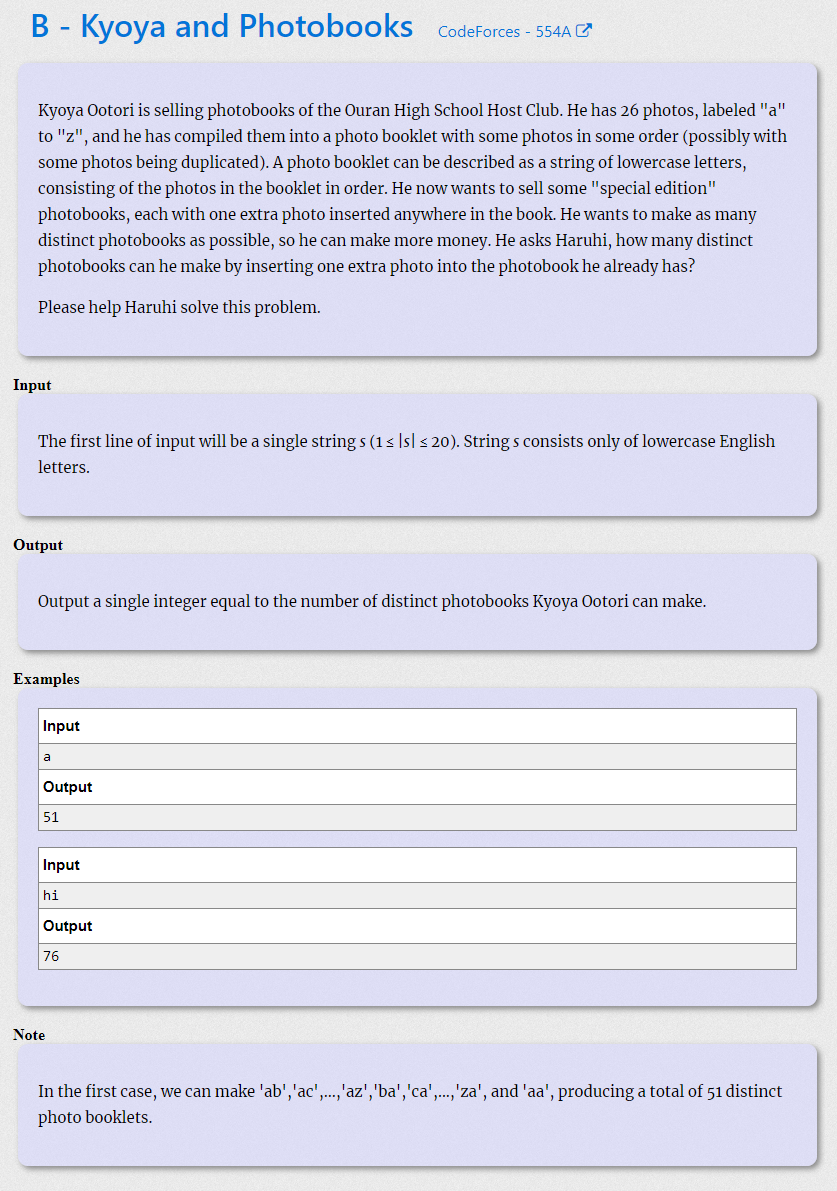 B - Kyoya and Photobooks CodeForces - 554A
Kyoya Ootori is selling photobooks of the Ouran High School Host Club. He has 26 photos, labeled "a"
to "z", and he has compiled them into a photo booklet with some photos in some order (possibly with
some photos being duplicated). A photo booklet can be described as a string of lowercase letters,
consisting of the photos in the booklet in order. He now wants to sell some "special edition"
photobooks, each with one extra photo inserted anywhere in the book. He wants to make as many
distinct photobooks as possible, so he can make more money. He asks Haruhi, how many distinct
photobooks can he make by inserting one extra photo into the photobook he already has?
Please help Haruhi solve this problem.
Input
The first line of input will be a single string s (1 ≤ |s| ≤ 20). String s consists only of lowercase English
letters.
Output
Output a single integer equal to the number of distinct photobooks Kyoya Ootori can make.
Examples
Input
a
Output
51
Input
hi
Output
76
Note
In the first case, we can make 'ab','ac',...,'az','ba','ca',...,'za', and 'aa', producing a total of 51 distinct
photo booklets.